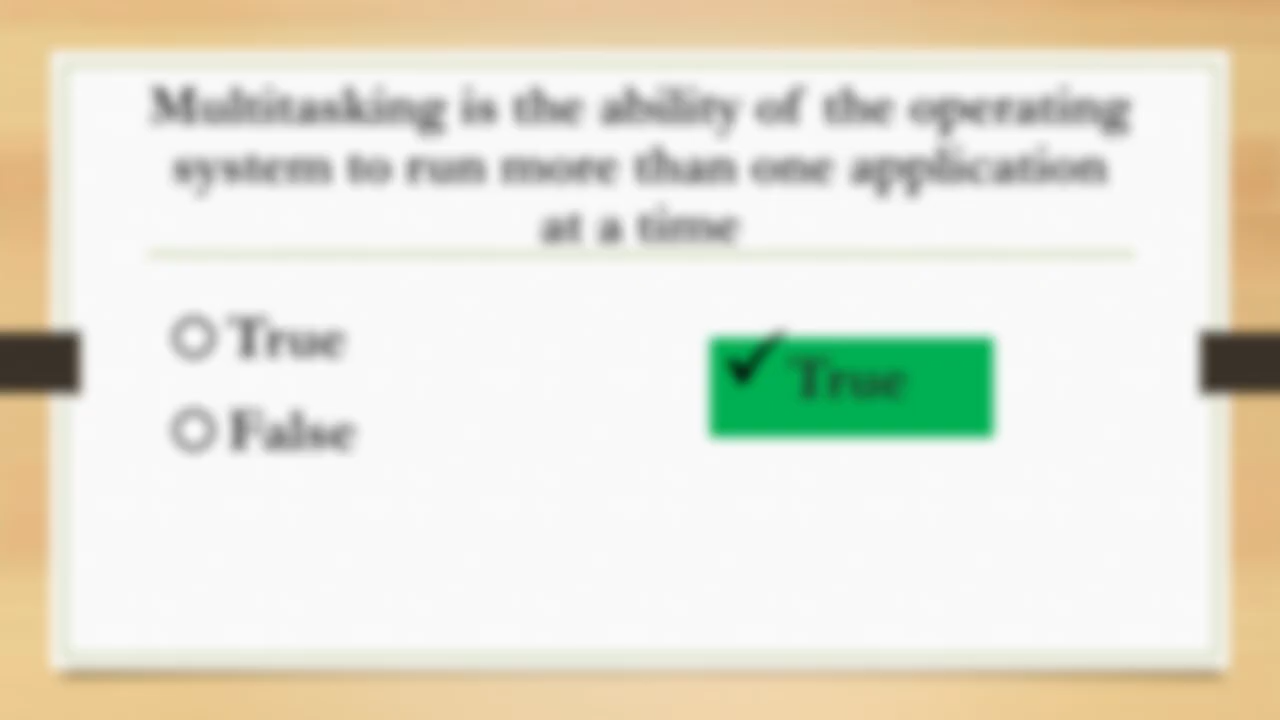 Multitasking is the ability of the operating
system to run more than one application
at a time
True
False
True